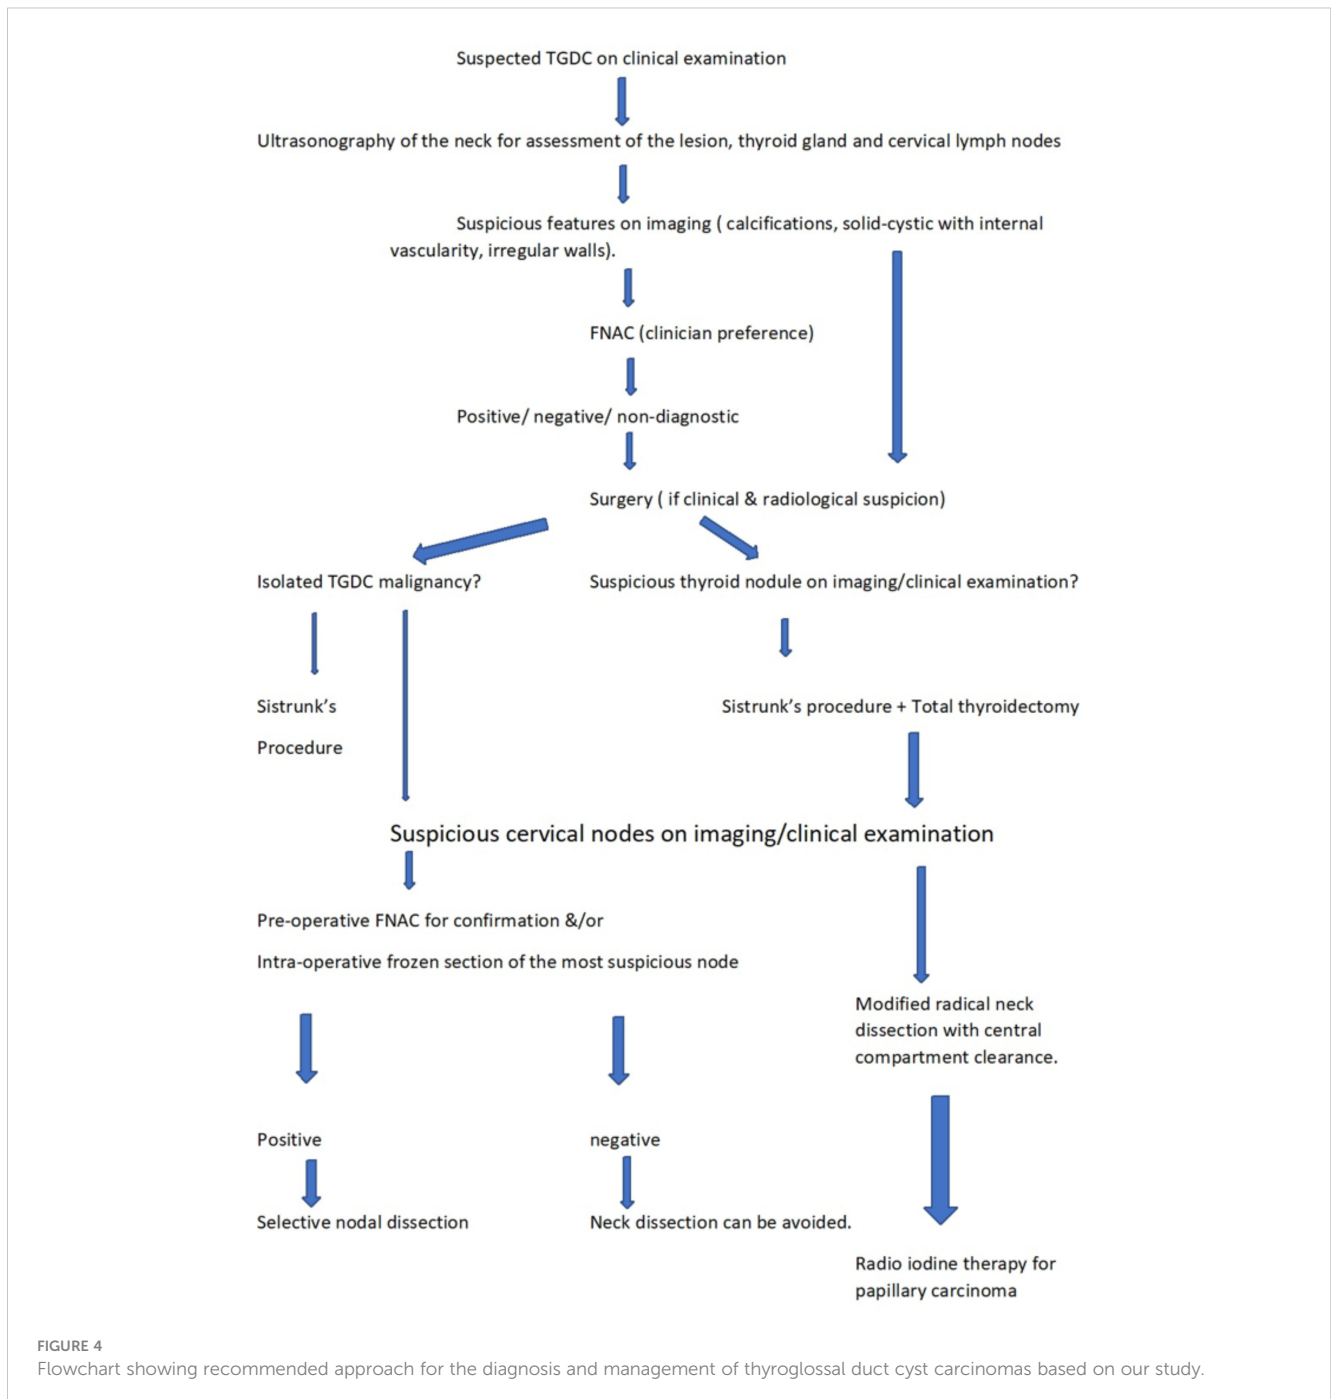 Suspected TGDC on clinical examination
Ultrasonography of the neck for assessment of the lesion, thyroid gland and cervical lymph nodes
Suspicious features on imaging ( calcifications, solid-cystic with internal
vascularity, irregular walls).
FNAC (clinician preference)
Positive/ negative/ non-diagnostic
Surgery ( if clinical & radiological suspicion)
Isolated TGDC malignancy?
Suspicious thyroid nodule on imaging/clinical examination?
Sistrunk’s
Procedure
Sistrunk’s procedure + Total thyroidectomy
Suspicious cervical nodes on imaging/clinical examination
Pre-operative FNAC for confirmation &/or
Intra-operative frozen section of the most suspicious node
Modified radical neck
dissection with central
compartment clearance.
Positive
negative
Selective nodal dissection
Neck dissection can be avoided.
Radio iodine therapy for
papillary carcinoma
FIGURE 4
Flowchart showing recommended approach for the diagnosis and management of thyroglossal duct cyst carcinomas based on our study.